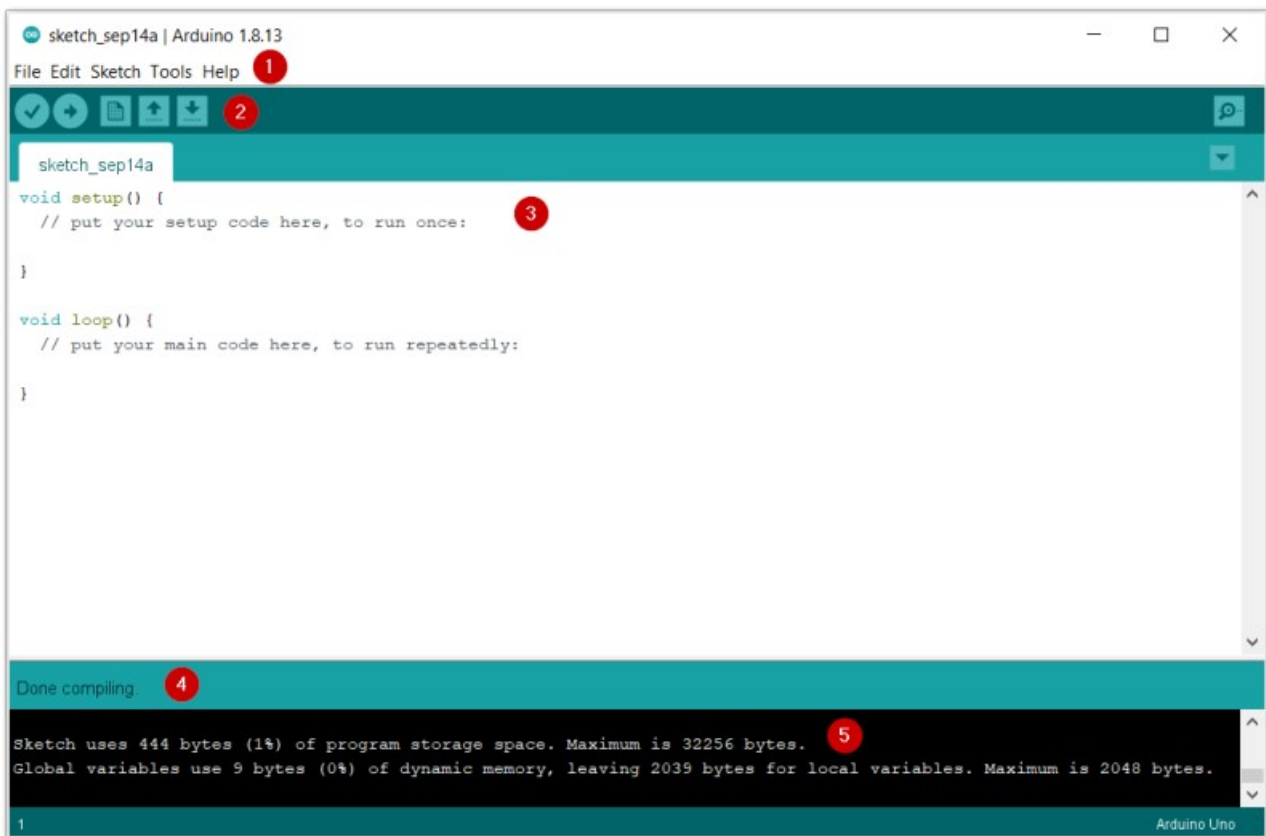 sketch_sep14a | Arduino 1.8.13
File Edit Sketch Tools Help 1
2
sketch_sep14a
void setup() {
  // put your setup code here, to run once: 3
}
void loop() {
  // put your main code here, to run repeatedly:
}
Done compiling. 4
Sketch uses 444 bytes (1%) of program storage space. Maximum is 32256 bytes. 5
Global variables use 9 bytes (0%) of dynamic memory, leaving 2039 bytes for local variables. Maximum is 2048 bytes.
1 Arduino Uno